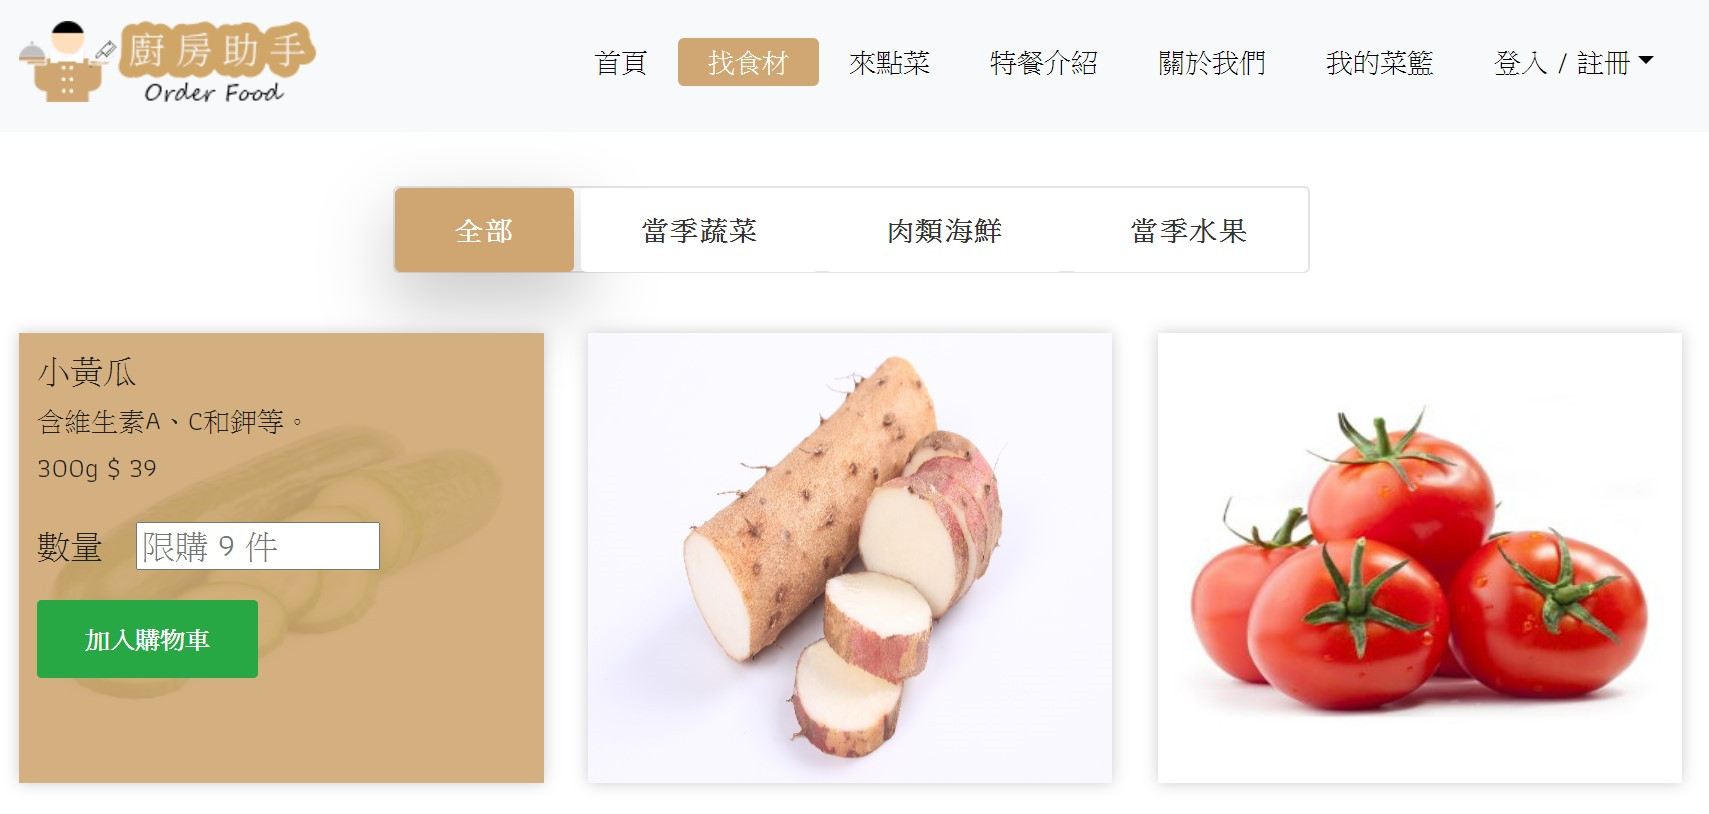 廚房助手
Order Food
首頁 找食材 來點菜 特餐介紹 關於我們 我的菜籃 登入 / 註冊
全部 當季蔬菜 肉類海鮮 當季水果
小黃瓜
含維生素A、C和鉀等。
300g $ 39
數量 限購 9 件
加入購物車